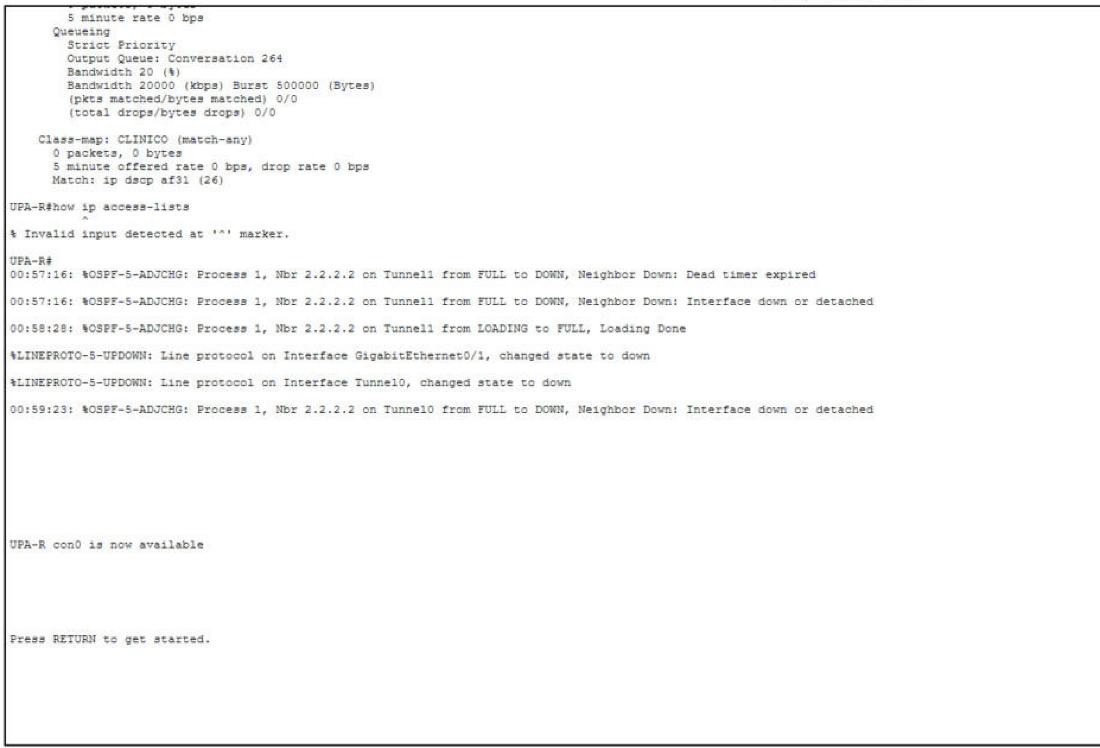 5 minute rate 0 bps
Queueing
Strict Priority
Output Queue: Conversation 264
Bandwidth 20 (%)
Bandwidth 20000 (kbps) Burst 500000 (Bytes)
(pkts matched/bytes matched) 0/0
(total drops/bytes drops) 0/0
Class-map: CLINICO (match-any)
0 packets, 0 bytes
5 minute offered rate 0 bps, drop rate 0 bps
Match: ip dscp af31 (26)
UPA-R#how ip access-lists
^
% Invalid input detected at '^' marker.
UPA-R#
00:57:16: %OSPF-5-ADJCHG: Process 1, Nbr 2.2.2.2 on Tunnel1 from FULL to DOWN, Neighbor Down: Dead timer expired
00:57:16: %OSPF-5-ADJCHG: Process 1, Nbr 2.2.2.2 on Tunnel1 from FULL to DOWN, Neighbor Down: Interface down or detached
00:58:28: %OSPF-5-ADJCHG: Process 1, Nbr 2.2.2.2 on Tunnel1 from LOADING to FULL, Loading Done
%LINEPROTO-5-UPDOWN: Line protocol on Interface GigabitEthernet0/1, changed state to down
%LINEPROTO-5-UPDOWN: Line protocol on Interface Tunnel0, changed state to down
00:59:23: %OSPF-5-ADJCHG: Process 1, Nbr 2.2.2.2 on Tunnel0 from FULL to DOWN, Neighbor Down: Interface down or detached
UPA-R con0 is now available
Press RETURN to get started.